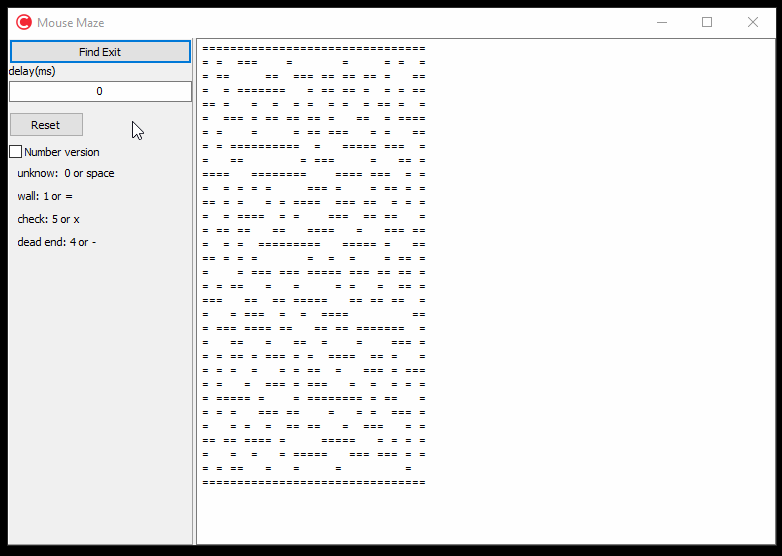 Mouse Maze
Find Exit
delay(ms)
0
Reset
Number version
unknow: 0 or space
wall: 1 or =
check: 5 or x
dead end: 4 or -